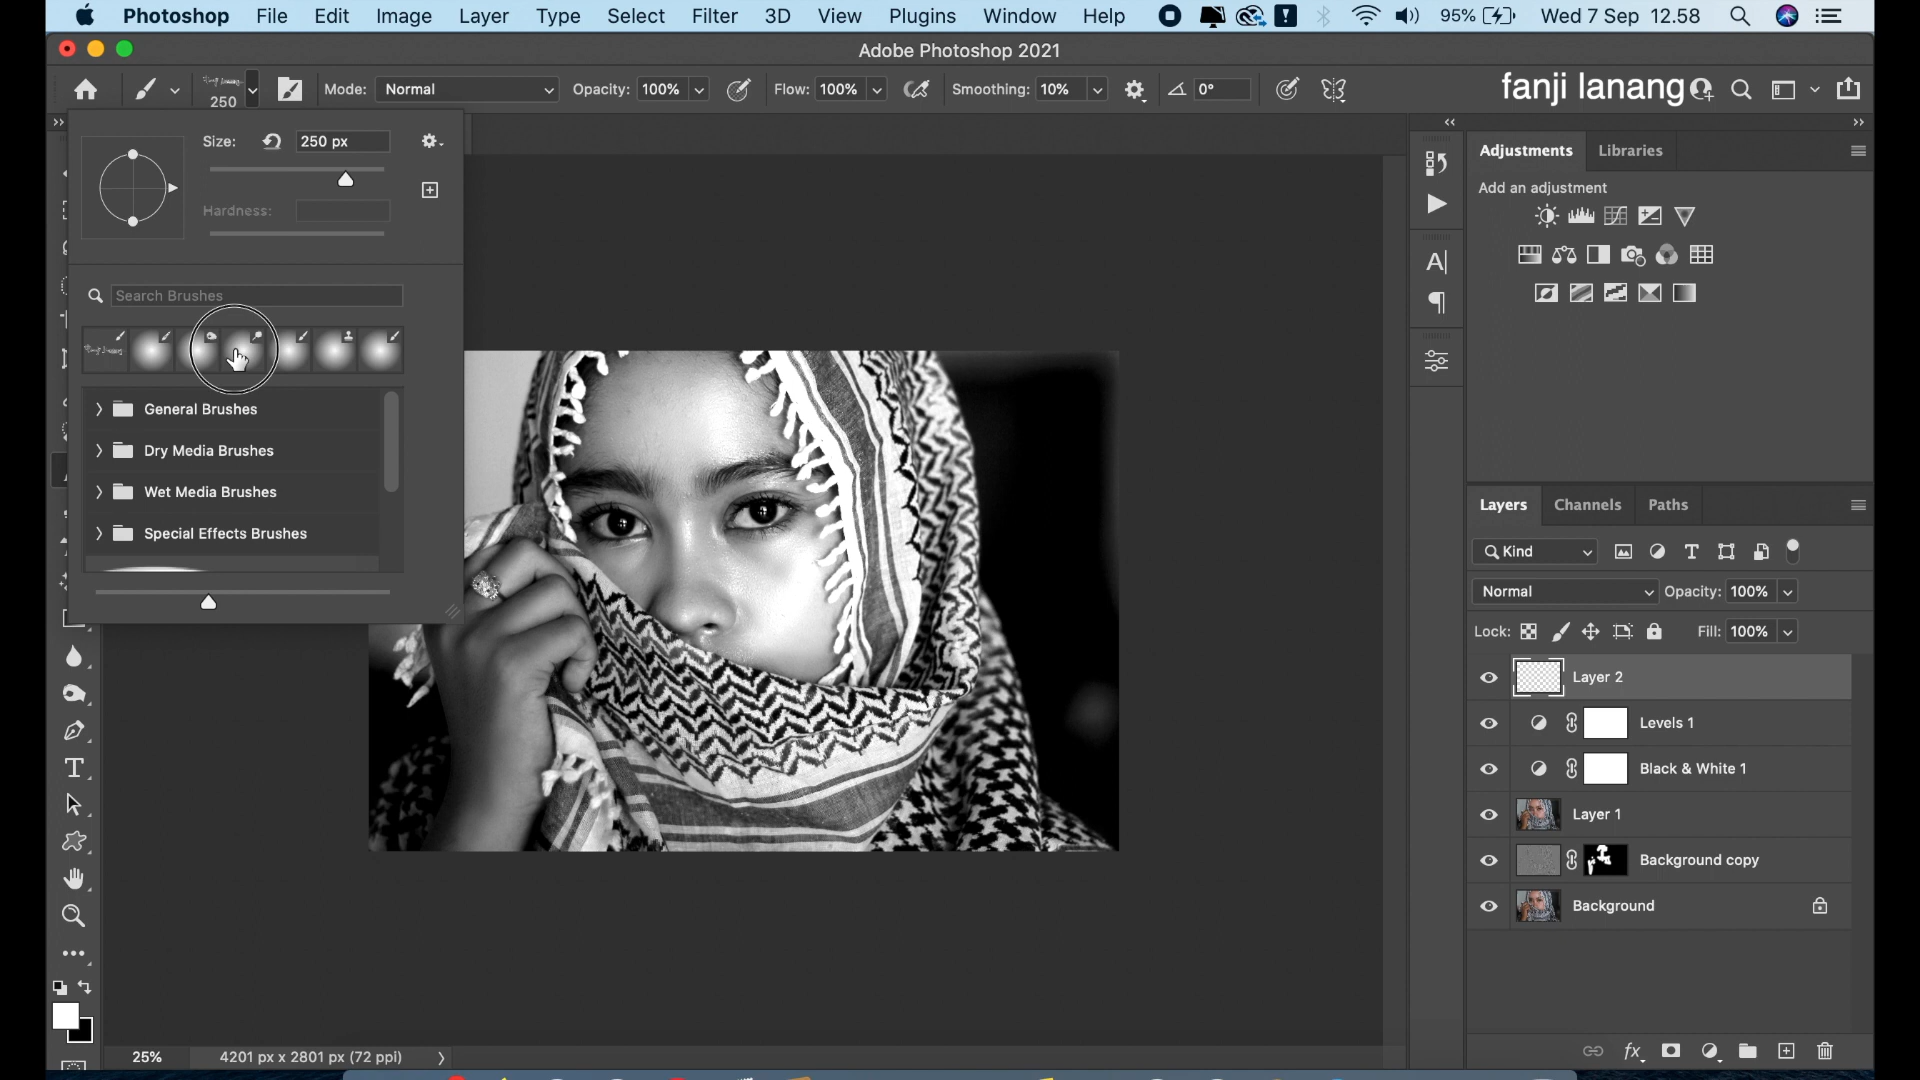 Photoshop File Edit Image Layer Type Select Filter 3D View Plugins Window Help 95% Wed 7 Sep 12.58
Adobe Photoshop 2021
250 Mode: Normal Opacity: 100% Flow: 100% Smoothing: 10% 0° fanji lanang
Size: 250 px
Hardness:
Search Brushes
General Brushes
Dry Media Brushes
Wet Media Brushes
Special Effects Brushes
Adjustments Libraries
Add an adjustment
Layers Channels Paths
Kind
Normal Opacity: 100%
Lock: Fill: 100%
Layer 2
Levels 1
Black & White 1
Layer 1
Background copy
Background
25% 4201 px x 2801 px (72 ppi)